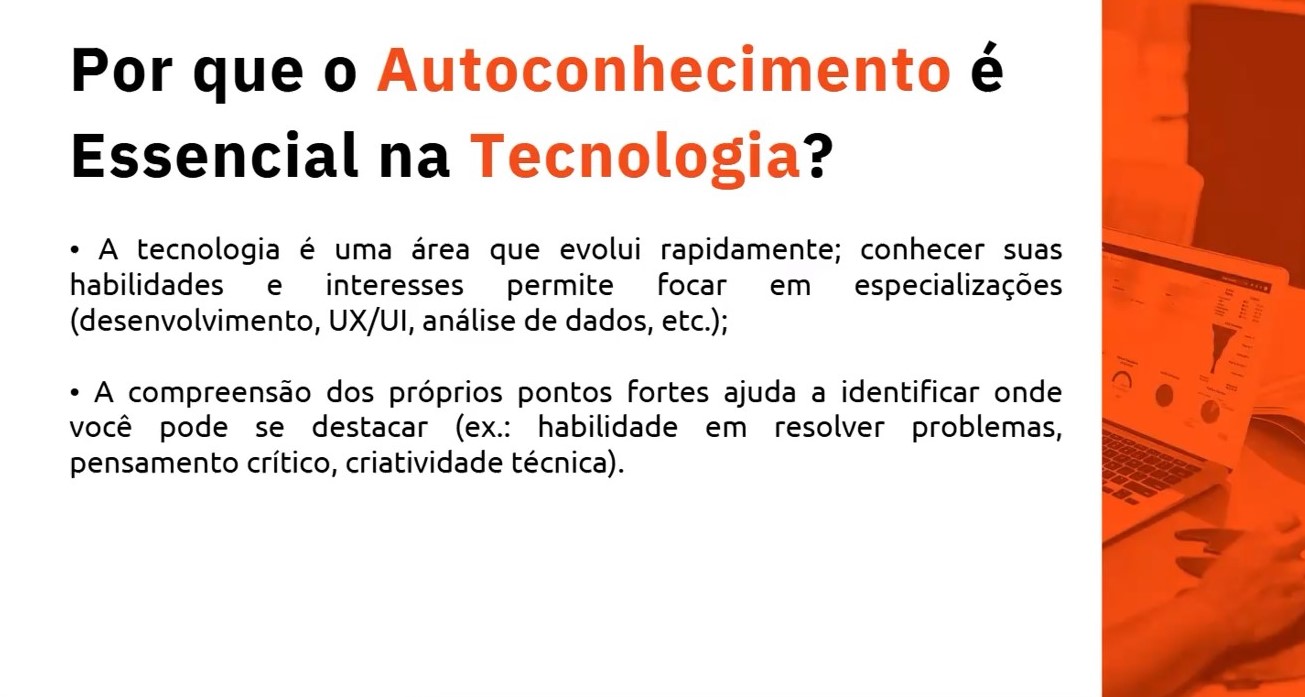 Por que o Autoconhecimento é
Essencial na Tecnologia?
• A tecnologia é uma área que evolui rapidamente; conhecer suas
habilidades e interesses permite focar em especializações
(desenvolvimento, UX/UI, análise de dados, etc.);
• A compreensão dos próprios pontos fortes ajuda a identificar onde
você pode se destacar (ex.: habilidade em resolver problemas,
pensamento crítico, criatividade técnica).